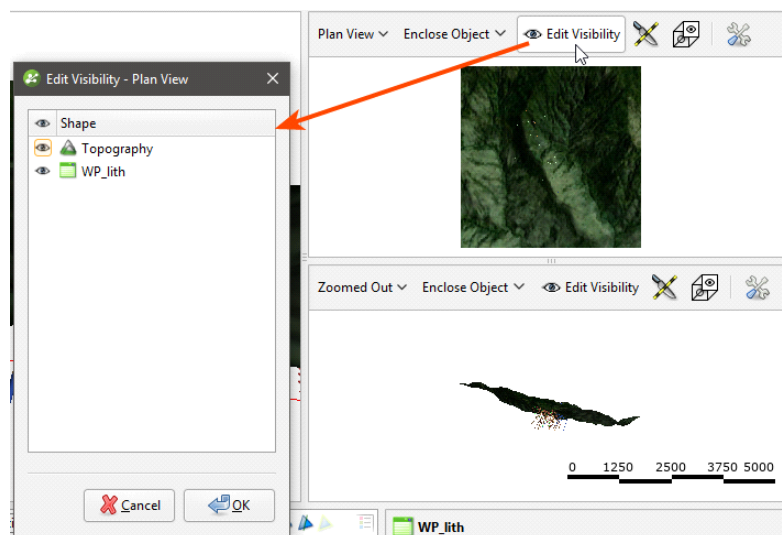 Plan View Enclose Object Edit Visibility
Edit Visibility - Plan View
Shape
Topography
WP_lith
Cancel OK
Zoomed Out Enclose Object Edit Visibility
0 1250 2500 3750 5000
WP_lith